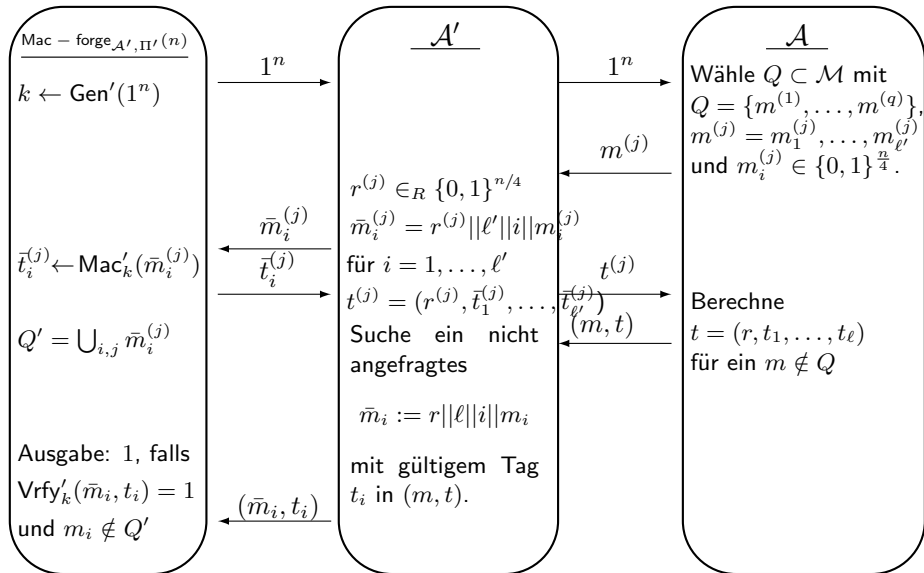 Mac − forge_{𝒜′,Π′}(n)
k ← Gen′(1^n)
t̄_i^{(j)} ← Mac′_k(m̄_i^{(j)})
Q′ = ⋃_{i,j} m̄_i^{(j)}
Ausgabe: 1, falls
Vrfy′_k(m̄_i, t_i) = 1
und m_i ∉ Q′
1^n
m̄_i^{(j)}
t̄_i^{(j)}
(m̄_i, t_i)
𝒜′
r^{(j)} ∈_R {0, 1}^{n/4}
m̄_i^{(j)} = r^{(j)}||ℓ′||i||m_i^{(j)}
für i = 1, . . . , ℓ′
t^{(j)} = (r^{(j)}, t̄_1^{(j)}, . . . , t̄_{ℓ′}^{(j)})
Suche ein nicht
angefragtes
m̄_i := r||ℓ||i||m_i
mit gültigem Tag
t_i in (m, t).
1^n
m^{(j)}
t^{(j)}
(m, t)
𝒜
Wähle Q ⊂ ℳ mit
Q = {m^{(1)}, . . . , m^{(q)}},
m^{(j)} = m_1^{(j)}, . . . , m_{ℓ′}^{(j)}
und m_i^{(j)} ∈ {0, 1}^{n/4}.
Berechne
t = (r, t_1, . . . , t_ℓ)
für ein m ∉ Q